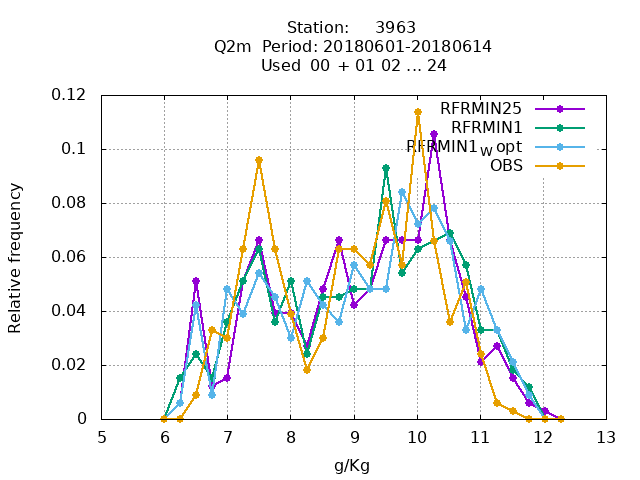 Station: 3963
Q2m Period: 20180601-20180614
Used 00 + 01 02 ... 24
0.12
0.1
0.08
0.06
0.04
0.02
0
5 6 7 8 9 10 11 12 13
Relative frequency
g/Kg
RFRMIN25
RFRMIN1
RFRMIN1w opt
OBS